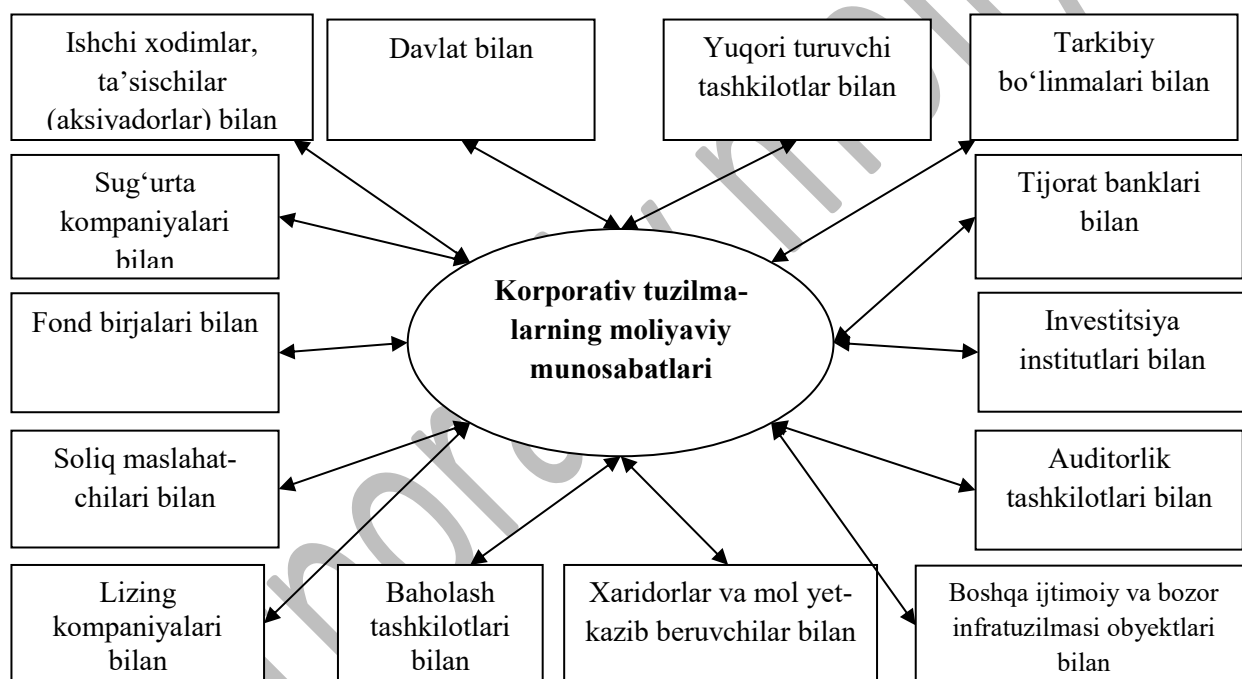 Ishchi xodimlar,
ta’sischilar
(aksiyadorlar) bilan
Davlat bilan
Yuqori turuvchi
tashkilotlar bilan
Tarkibiy
bo‘linmalari bilan
Sug‘urta
kompaniyalari
bilan
Tijorat banklari
bilan
Korporativ tuzilma-
larning moliyaviy
munosabatlari
Fond birjalari bilan
Investitsiya
institutlari bilan
Soliq maslahat-
chilari bilan
Auditorlik
tashkilotlari bilan
Lizing
kompaniyalari
bilan
Baholash
tashkilotlari
bilan
Xaridorlar va mol yet-
kazib beruvchilar bilan
Boshqa ijtimoiy va bozor
infratuzilmasi obyektlari
bilan